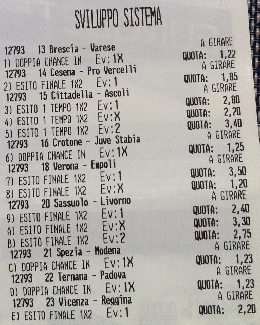 SVILUPPO SISTEMA
12793 13 Brescia - Varese A GIRARE
1) DOPPIA CHANCE IN Ev:1X QUOTA: 1,22
12793 14 Cesena - Pro Vercelli A GIRARE
2) ESITO FINALE 1X2 Ev:1 QUOTA: 1,85
12793 15 Cittadella - Ascoli A GIRARE
3) ESITO 1 TEMPO 1X2 Ev:1 QUOTA: 2,80
4) ESITO 1 TEMPO 1X2 Ev:X QUOTA: 2,20
5) ESITO 1 TEMPO 1X2 Ev:2 QUOTA: 3,40
12793 16 Crotone - Juve Stabia A GIRARE
6) DOPPIA CHANCE IN Ev:1X QUOTA: 1,25
12793 18 Verona - Empoli A GIRARE
7) ESITO FINALE 1X2 Ev:X QUOTA: 3,50
8) ESITO FINALE 1X2 Ev:1 QUOTA: 1,20
12793 20 Sassuolo - Livorno A GIRARE
9) ESITO FINALE 1X2 Ev:1 QUOTA: 2,40
A) ESITO FINALE 1X2 Ev:X QUOTA: 3,30
B) ESITO FINALE 1X2 Ev:2 QUOTA: 2,75
12793 21 Spezia - Modena A GIRARE
C) DOPPIA CHANCE IN Ev:1X QUOTA: 1,23
12793 22 Ternana - Padova A GIRARE
D) DOPPIA CHANCE IN Ev:1X QUOTA: 1,23
12793 23 Vicenza - Reggina A GIRARE
E) ESITO FINALE 1X2 Ev:1 QUOTA: 2,20